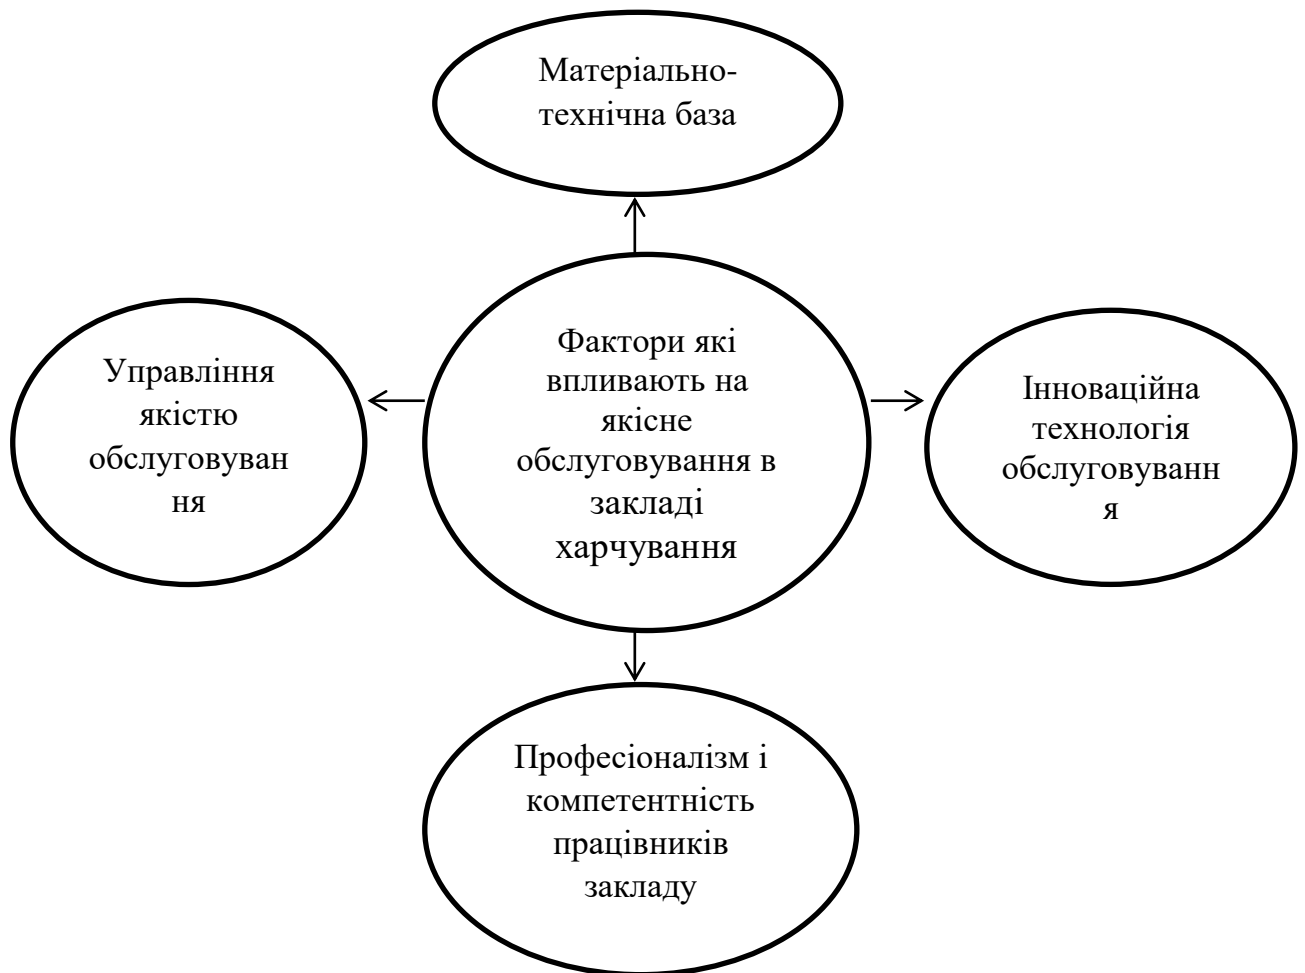 Матеріально-
технічна база
Управління
якістю
обслуговуван
ня
Фактори які
впливають на
якісне
обслуговування в
закладі
харчування
Інноваційна
технологія
обслуговуванн
я
Професіоналізм і
компетентність
працівників
закладу